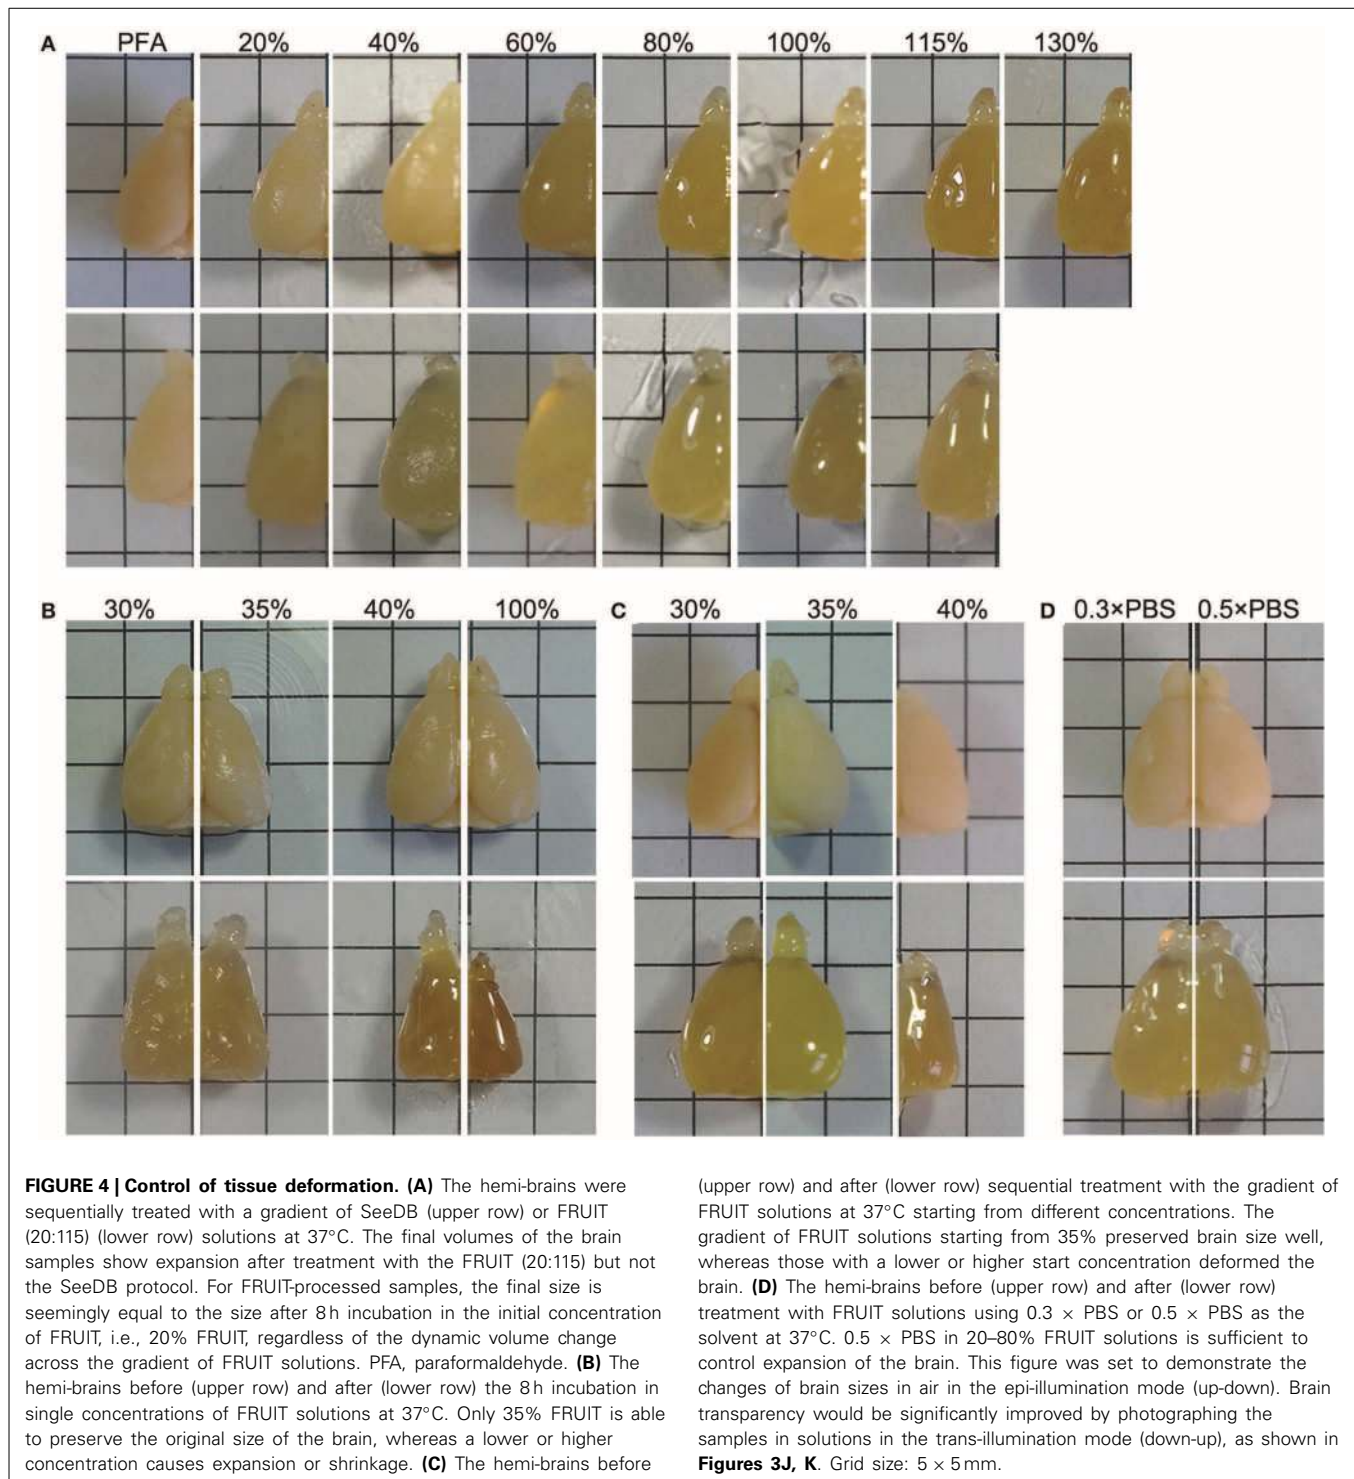 A PFA 20% 40% 60% 80% 100% 115% 130%
B 30% 35% 40% 100% C 30% 35% 40% D 0.3×PBS 0.5×PBS
FIGURE 4 | Control of tissue deformation. (A) The hemi-brains were
sequentially treated with a gradient of SeeDB (upper row) or FRUIT
(20:115) (lower row) solutions at 37°C. The final volumes of the brain
samples show expansion after treatment with the FRUIT (20:115) but not
the SeeDB protocol. For FRUIT-processed samples, the final size is
seemingly equal to the size after 8 h incubation in the initial concentration
of FRUIT, i.e., 20% FRUIT, regardless of the dynamic volume change
across the gradient of FRUIT solutions. PFA, paraformaldehyde. (B) The
hemi-brains before (upper row) and after (lower row) the 8 h incubation in
single concentrations of FRUIT solutions at 37°C. Only 35% FRUIT is able
to preserve the original size of the brain, whereas a lower or higher
concentration causes expansion or shrinkage. (C) The hemi-brains before
(upper row) and after (lower row) sequential treatment with the gradient of
FRUIT solutions at 37°C starting from different concentrations. The
gradient of FRUIT solutions starting from 35% preserved brain size well,
whereas those with a lower or higher start concentration deformed the
brain. (D) The hemi-brains before (upper row) and after (lower row)
treatment with FRUIT solutions using 0.3 × PBS or 0.5 × PBS as the
solvent at 37°C. 0.5 × PBS in 20–80% FRUIT solutions is sufficient to
control expansion of the brain. This figure was set to demonstrate the
changes of brain sizes in air in the epi-illumination mode (up-down). Brain
transparency would be significantly improved by photographing the
samples in solutions in the trans-illumination mode (down-up), as shown in
Figures 3J, K. Grid size: 5 × 5 mm.